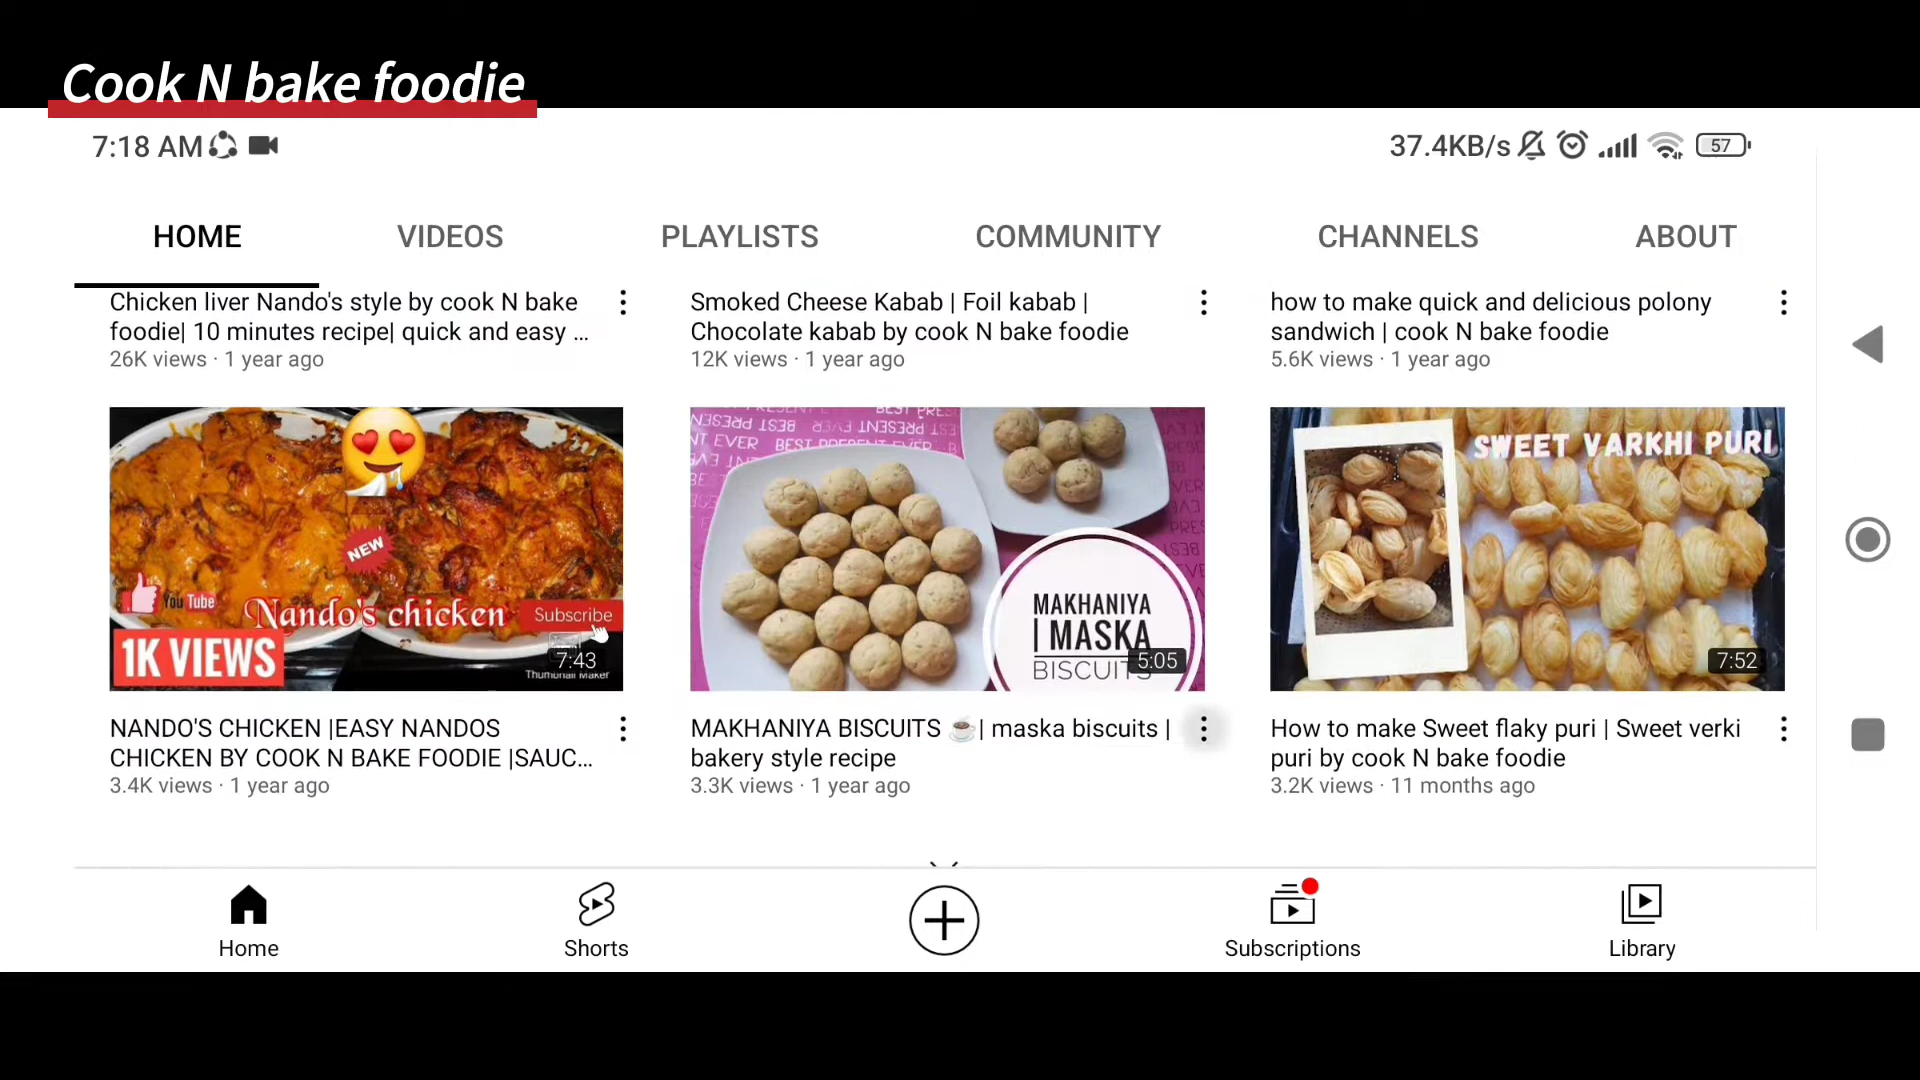 Cook N bake foodie
7:18 AM
37.4KB/s
57
HOME
VIDEOS
PLAYLISTS
COMMUNITY
CHANNELS
ABOUT
Chicken liver Nando's style by cook N bake
foodie| 10 minutes recipe| quick and easy ...
26K views · 1 year ago
Smoked Cheese Kabab | Foil kabab |
Chocolate kabab by cook N bake foodie
12K views · 1 year ago
how to make quick and delicious polony
sandwich | cook N bake foodie
5.6K views · 1 year ago
NEW
You Tube
Nando's chicken
Subscribe
1K VIEWS
7:43
Thumbnail Maker
BEST PRESENT EVER
MAKHANIYA
| MASKA
BISCUITS
5:05
SWEET VARKHI PURI
7:52
NANDO'S CHICKEN |EASY NANDOS
CHICKEN BY COOK N BAKE FOODIE |SAUC...
3.4K views · 1 year ago
MAKHANIYA BISCUITS ☕| maska biscuits |
bakery style recipe
3.3K views · 1 year ago
How to make Sweet flaky puri | Sweet verki
puri by cook N bake foodie
3.2K views · 11 months ago
Home
Shorts
Subscriptions
Library